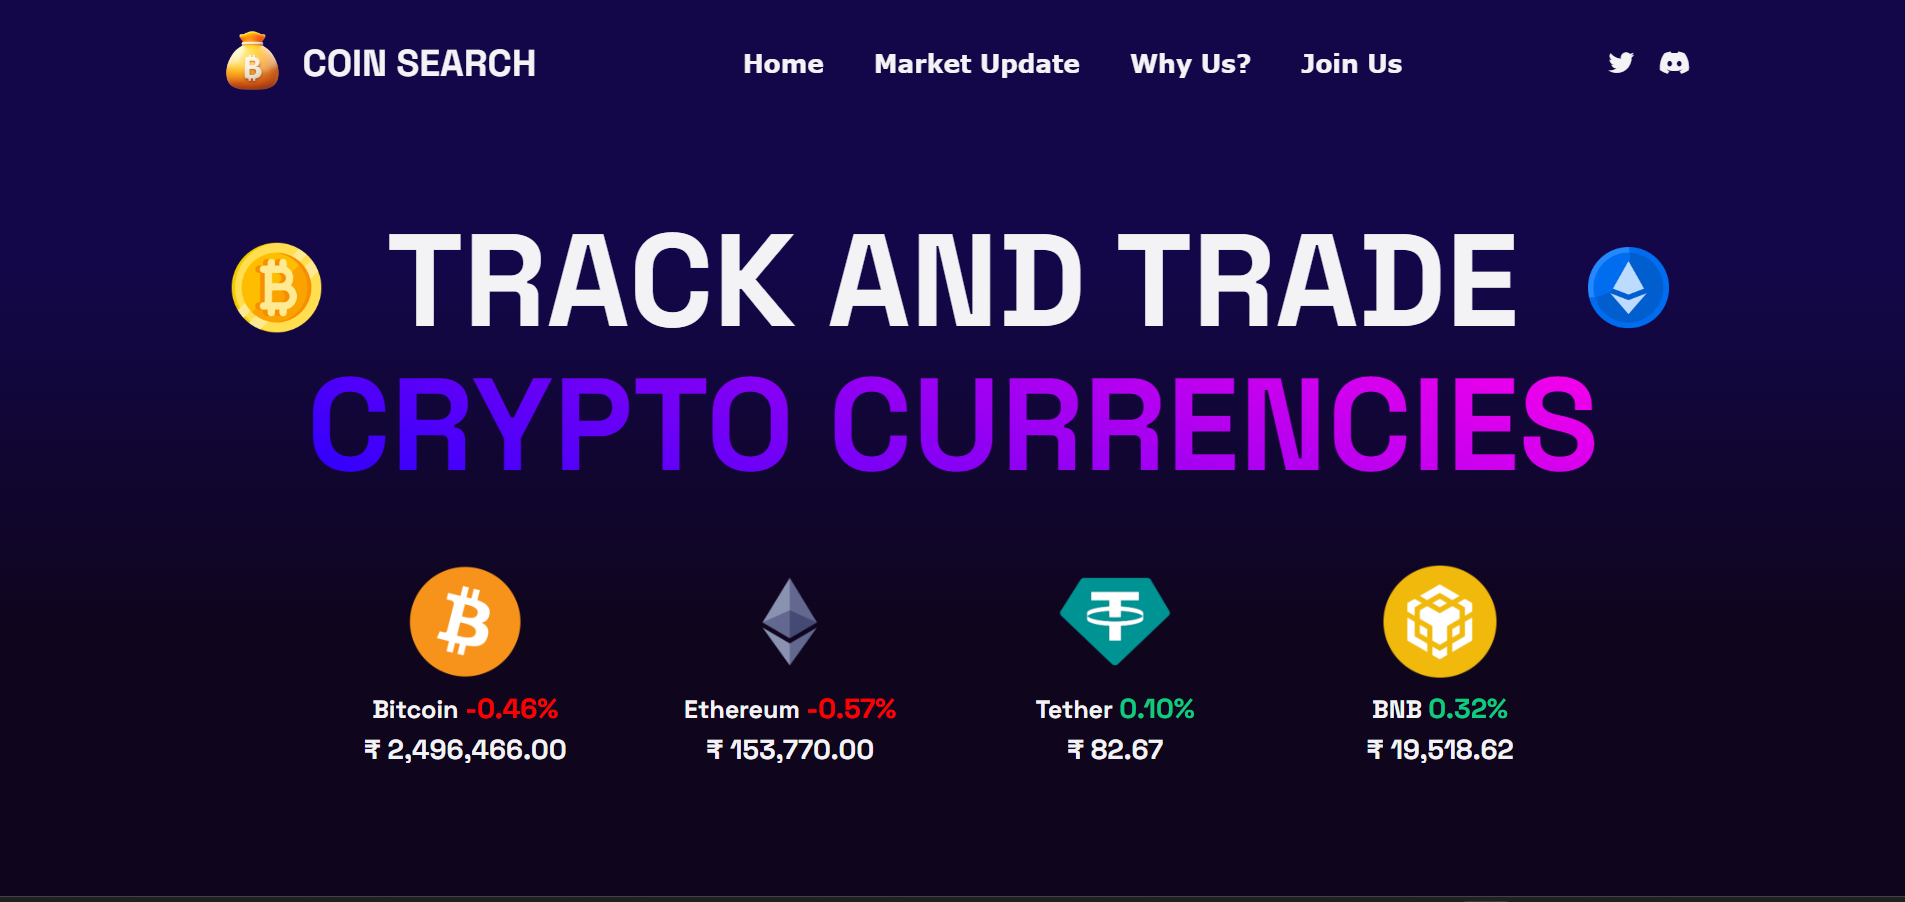 COIN SEARCH
Home Market Update Why Us? Join Us
TRACK AND TRADE
CRYPTO CURRENCIES
Bitcoin -0.46%
₹ 2,496,466.00
Ethereum -0.57%
₹ 153,770.00
Tether 0.10%
₹ 82.67
BNB 0.32%
₹ 19,518.62